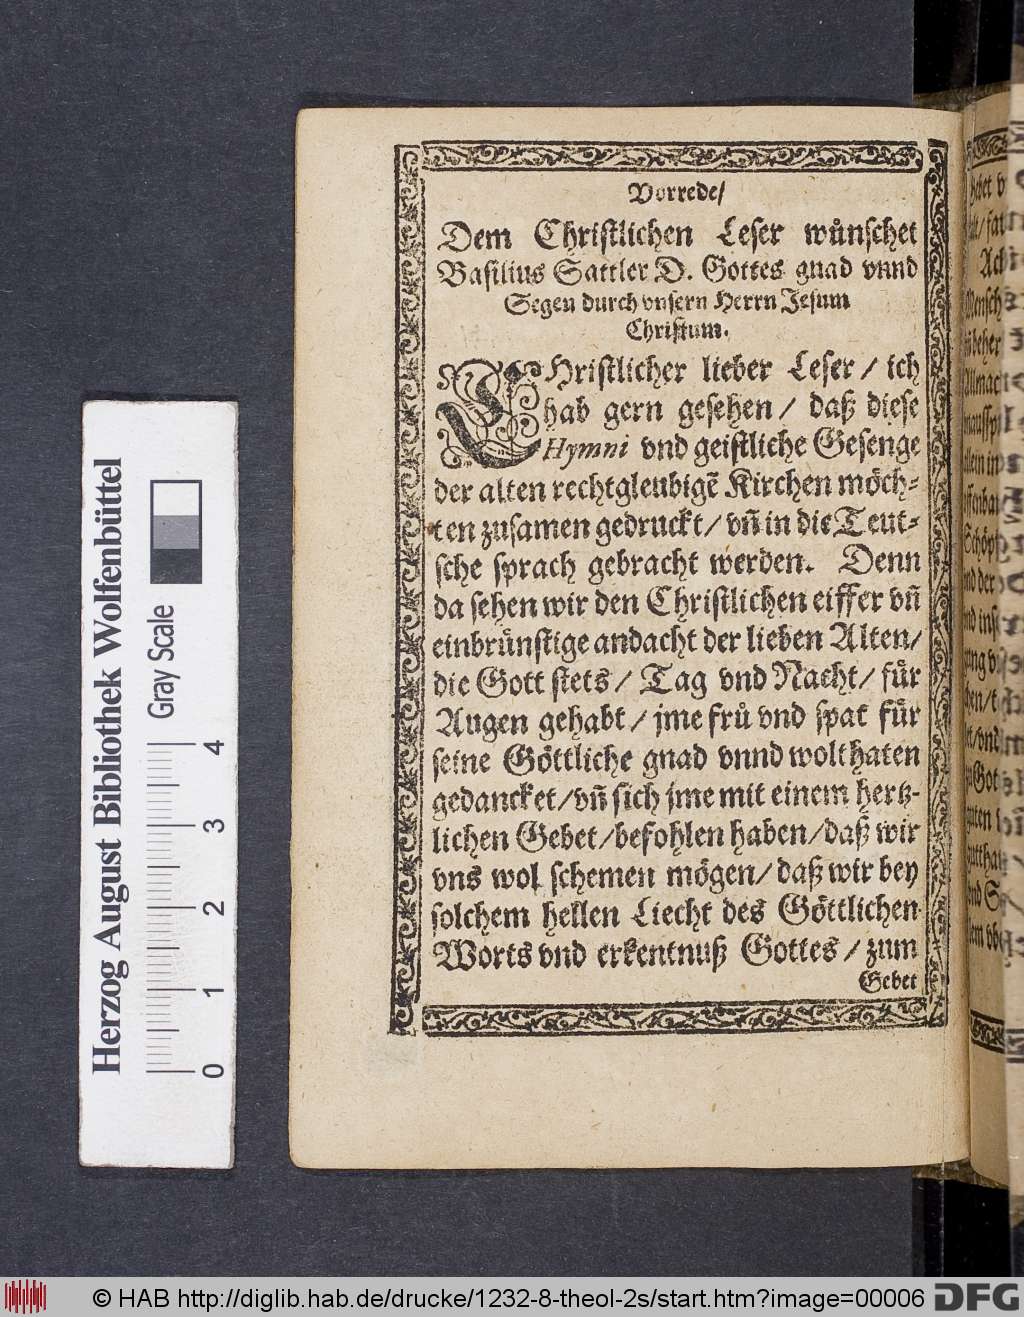 Vorrede/
Dem Christlichen Leser wůnschet
Basilius Sattler D. Gottes gnad vnnd
Segen durch vnsern Herrn Jesum
Christum.
CHristlicher lieber Leser / ich
hab gern gesehen / daß diese
Hymni vnd geistliche Gesenge
der alten rechtgleubigẽ Kirchen möch-
ten zusamen gedruckt / vñ in die Teut-
sche sprach gebracht werden. Denn
da sehen wir den Christlichen eiffer vñ
einbrůnstige andacht der lieben Alten/
die Gott stets / Tag vnd Nacht / fůr
Augen gehabt / jme frů vnd spat fůr
seine Göttliche gnad vnnd wolthaten
gedancket / vñ sich jme mit einem hertz-
lichen Gebet / befohlen haben / daß wir
vns wol schemen mögen / daß wir bey
solchem hellen Liecht des Göttlichen
Worts vnd erkentnuß Gottes / zum
Gebet
Herzog August Bibliothek Wolfenbüttel
Gray Scale
0 1 2 3 4
© HAB http://diglib.hab.de/drucke/1232-8-theol-2s/start.htm?image=00006
DFG